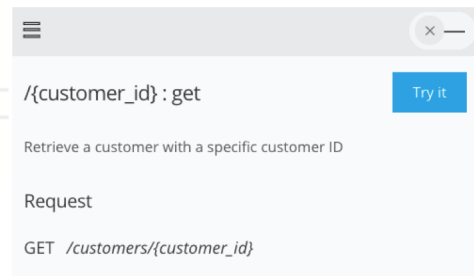 /{customer_id} : get
Try it
Retrieve a customer with a specific customer ID
Request
GET /customers/{customer_id}